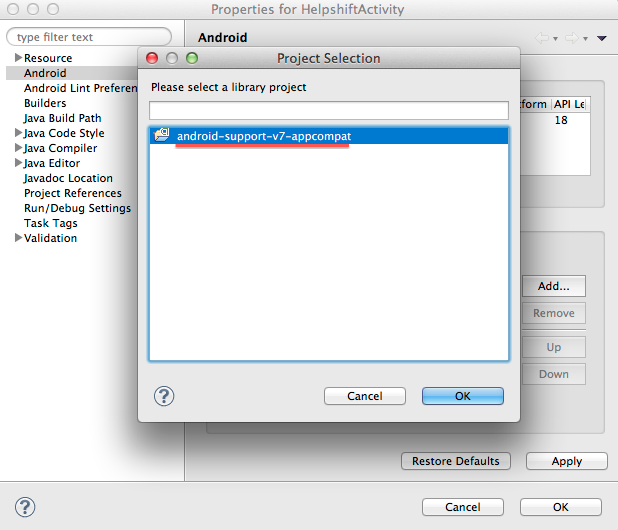 Properties for HelpshiftActivity
type filter text
Resource
Android
Android Lint Preferen
Builders
Java Build Path
Java Code Style
Java Compiler
Java Editor
Javadoc Location
Project References
Run/Debug Settings
Task Tags
Validation
Android
Project Selection
Please select a library project
android-support-v7-appcompat
?
Cancel
OK
tform
API Le
18
Add...
Remove
Up
Down
Restore Defaults
Apply
?
Cancel
OK